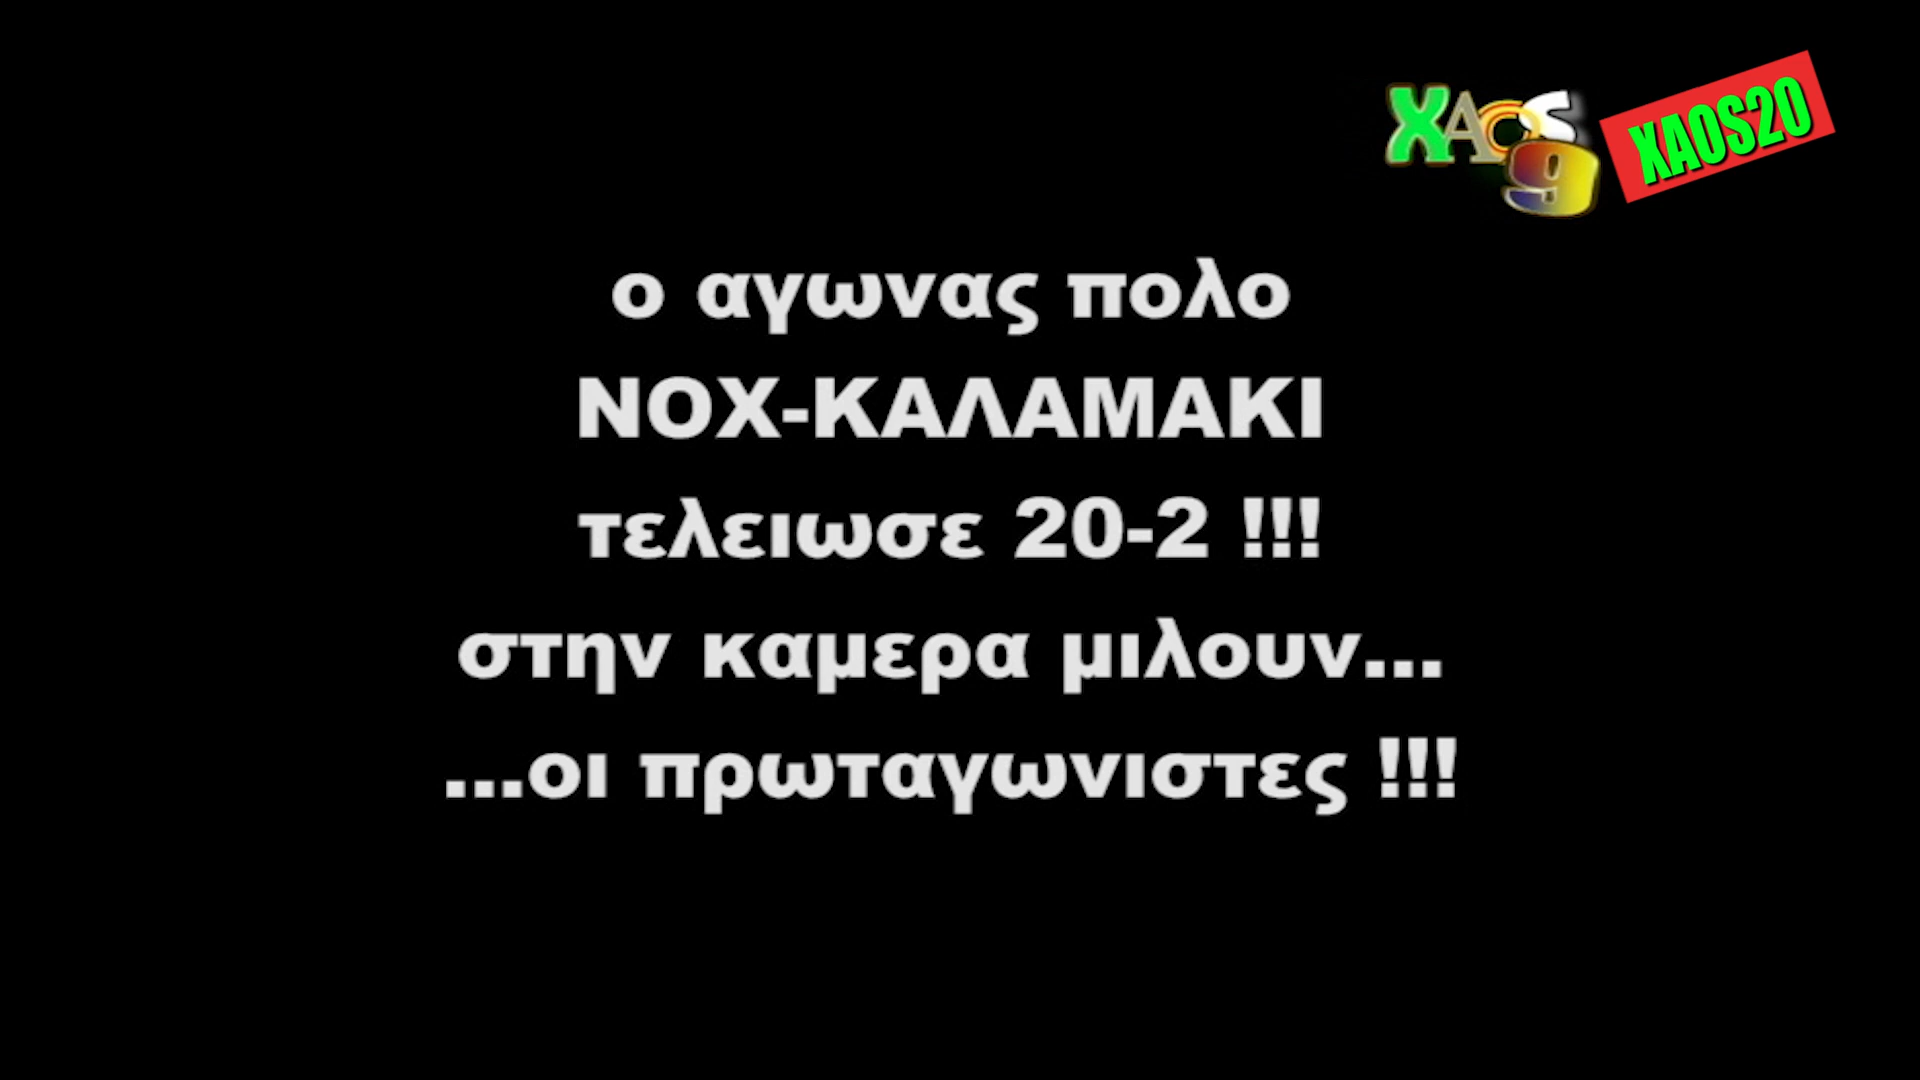 XAOS
9
XAOS20
ο αγωνας πολο
ΝΟΧ-ΚΑΛΑΜΑΚΙ
τελειωσε 20-2 !!!
στην καμερα μιλουν...
...οι πρωταγωνιστες !!!